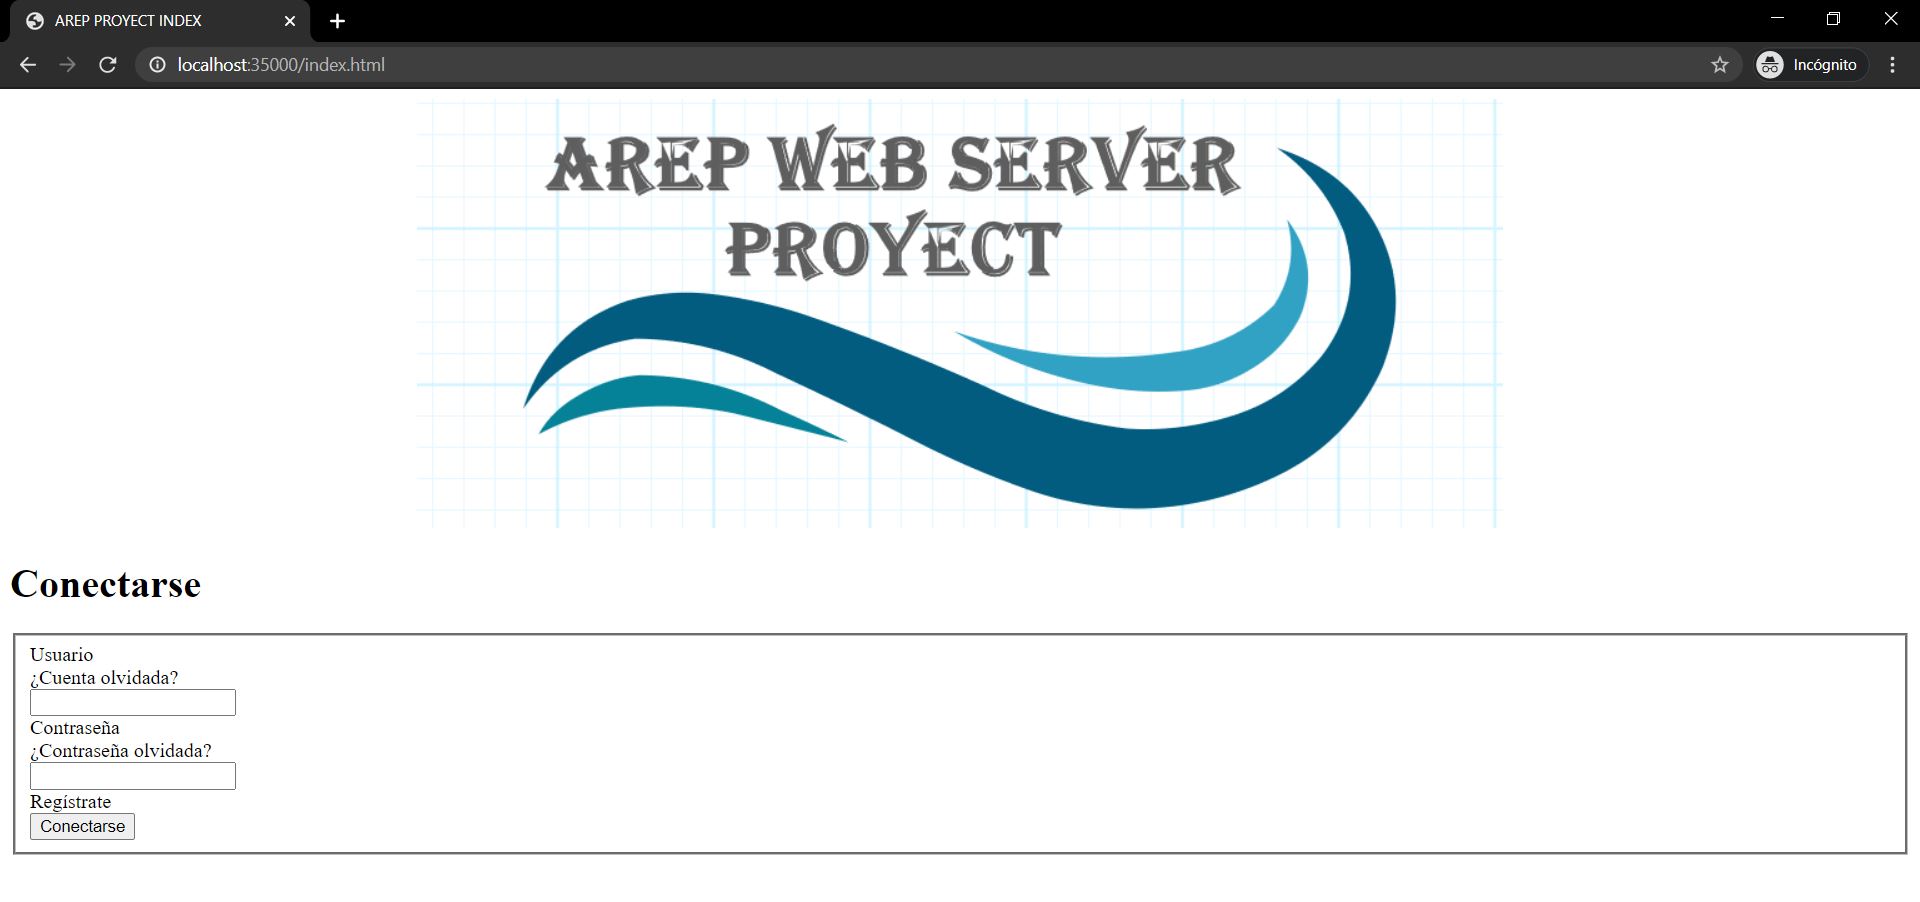 AREP PROYECT INDEX
localhost:35000/index.html
Incógnito
AREP WEB SERVER
PROYECT
Conectarse
Usuario
¿Cuenta olvidada?
Contraseña
¿Contraseña olvidada?
Regístrate
Conectarse